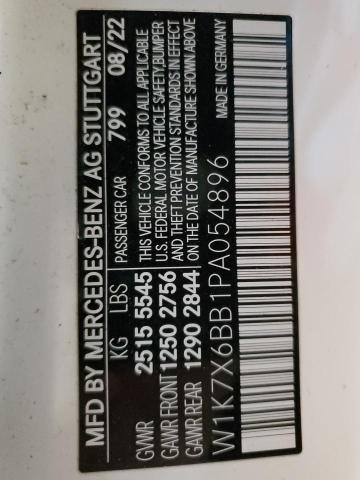 MFD BY MERCEDES-BENZ AG STUTTGART
KG LBS PASSENGER CAR 799 08/22
GVWR 2515 5545 THIS VEHICLE CONFORMS TO ALL APPLICABLE
U.S. FEDERAL MOTOR VEHICLE SAFETY,BUMPER,
GAWR FRONT 1250 2756 AND THEFT PREVENTION STANDARDS IN EFFECT
GAWR REAR 1290 2844 ON THE DATE OF MANUFACTURE SHOWN ABOVE
W1K7X6BB1PA054896 MADE IN GERMANY